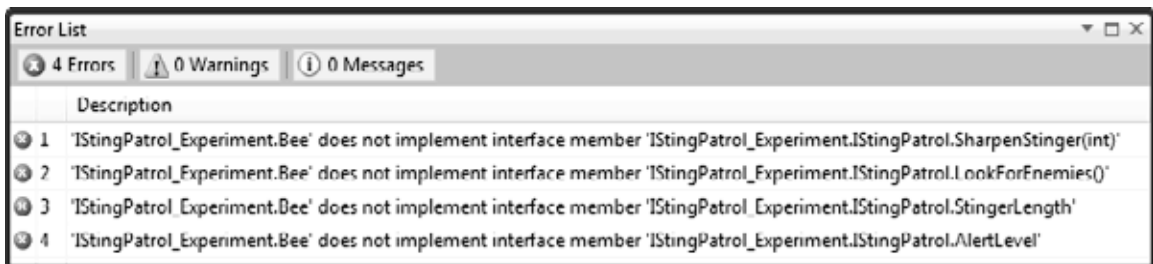 Error List
4 Errors 0 Warnings 0 Messages
Description
1 'IStingPatrol_Experiment.Bee' does not implement interface member 'IStingPatrol_Experiment.IStingPatrol.SharpenStinger(int)'
2 'IStingPatrol_Experiment.Bee' does not implement interface member 'IStingPatrol_Experiment.IStingPatrol.LookForEnemies()'
3 'IStingPatrol_Experiment.Bee' does not implement interface member 'IStingPatrol_Experiment.IStingPatrol.StingerLength'
4 'IStingPatrol_Experiment.Bee' does not implement interface member 'IStingPatrol_Experiment.IStingPatrol.AlertLevel'